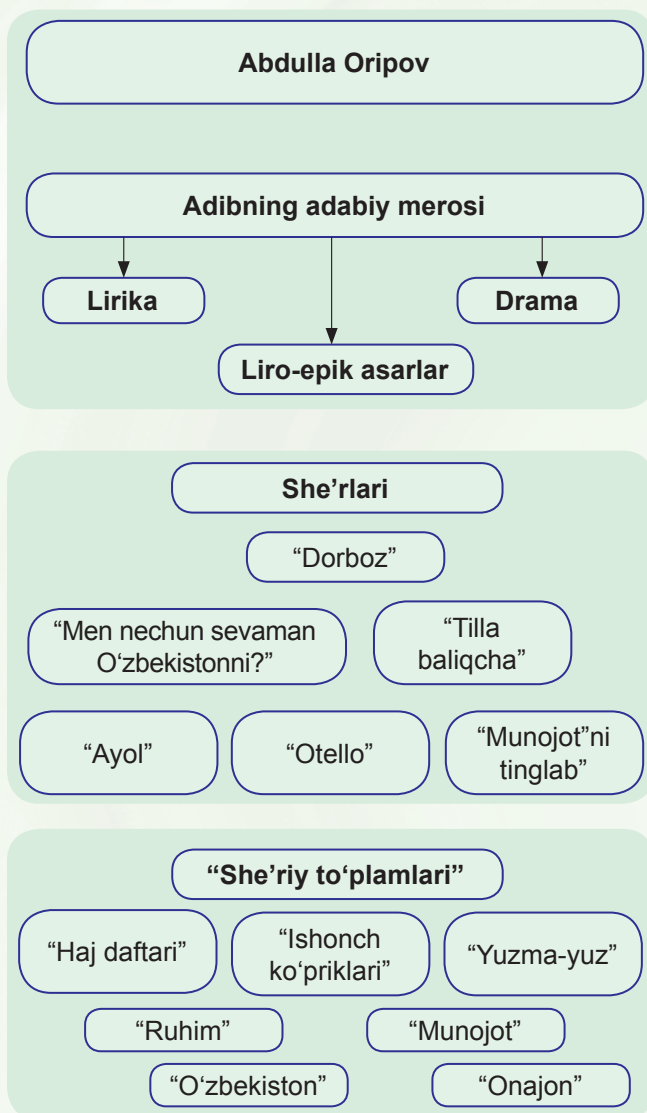 Abdulla Oripov
Adibning adabiy merosi
Lirika
Drama
Liro-epik asarlar
She’rlari
“Dorboz”
“Men nechun sevaman
O‘zbekistonni?”
“Tilla
baliqcha”
“Ayol”
“Otello”
“Munojot”ni
tinglab”
“She’riy to‘plamlari”
“Haj daftari”
“Ishonch
ko‘priklari”
“Yuzma-yuz”
“Ruhim”
“Munojot”
“O‘zbekiston”
“Onajon”